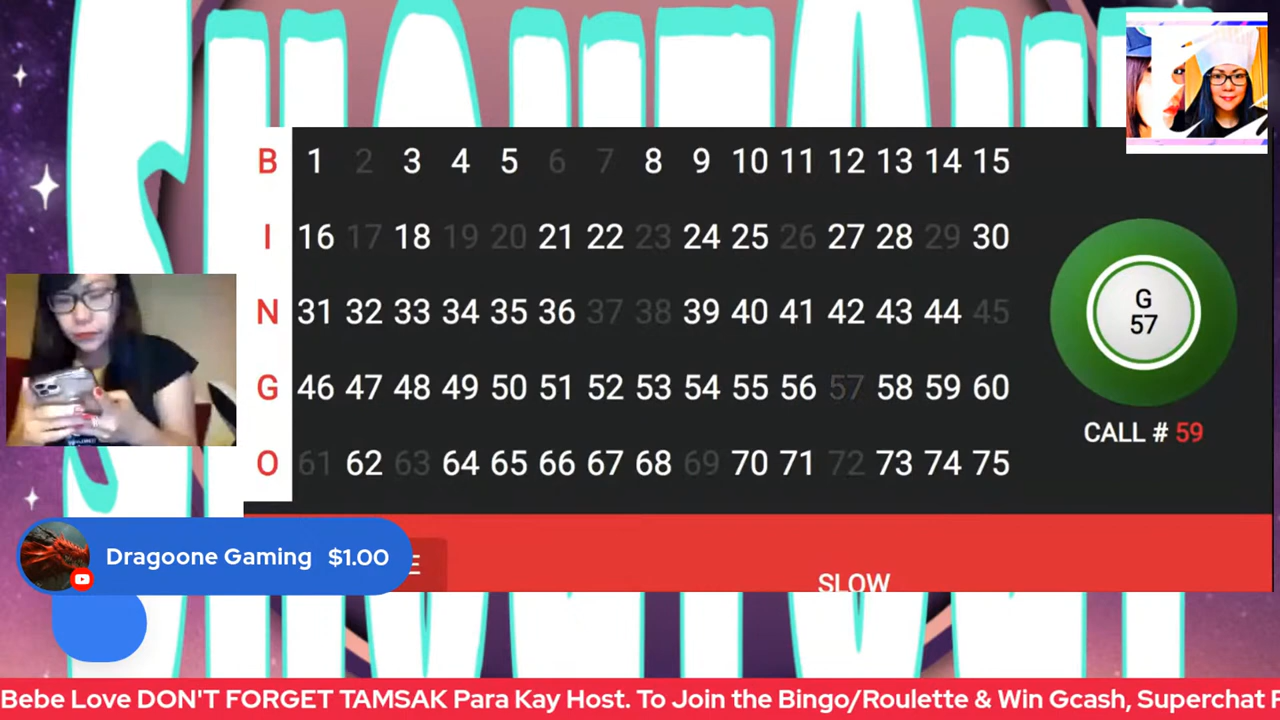 B 1 2 3 4 5 6 7 8 9 10 11 12 13 14 15
I 16 17 18 19 20 21 22 23 24 25 26 27 28 29 30
N 31 32 33 34 35 36 37 38 39 40 41 42 43 44 45
G 46 47 48 49 50 51 52 53 54 55 56 57 58 59 60
O 61 62 63 64 65 66 67 68 69 70 71 72 73 74 75
G
57
CALL # 59
Dragoone Gaming $1.00
E
SLOW
Bebe Love DON'T FORGET TAMSAK Para Kay Host. To Join the Bingo/Roulette & Win Gcash, Superchat